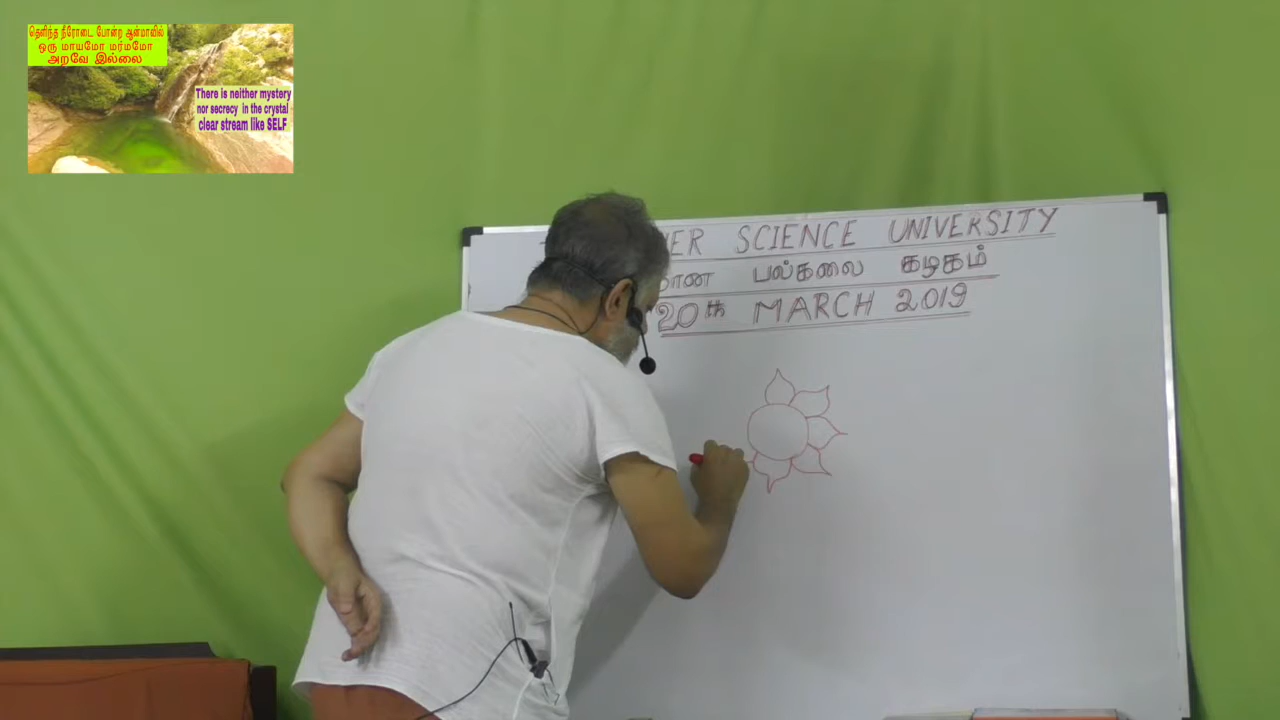 தெளிந்த நீரோடை போன்ற ஆன்மாவில்
ஒரு மாயமோ மர்மமோ
அறவே இல்லை
There is neither mystery
nor secrecy in the crystal
clear stream like SELF
SCIENCE UNIVERSITY
பல்கலை கழகம்
20th MARCH 2019